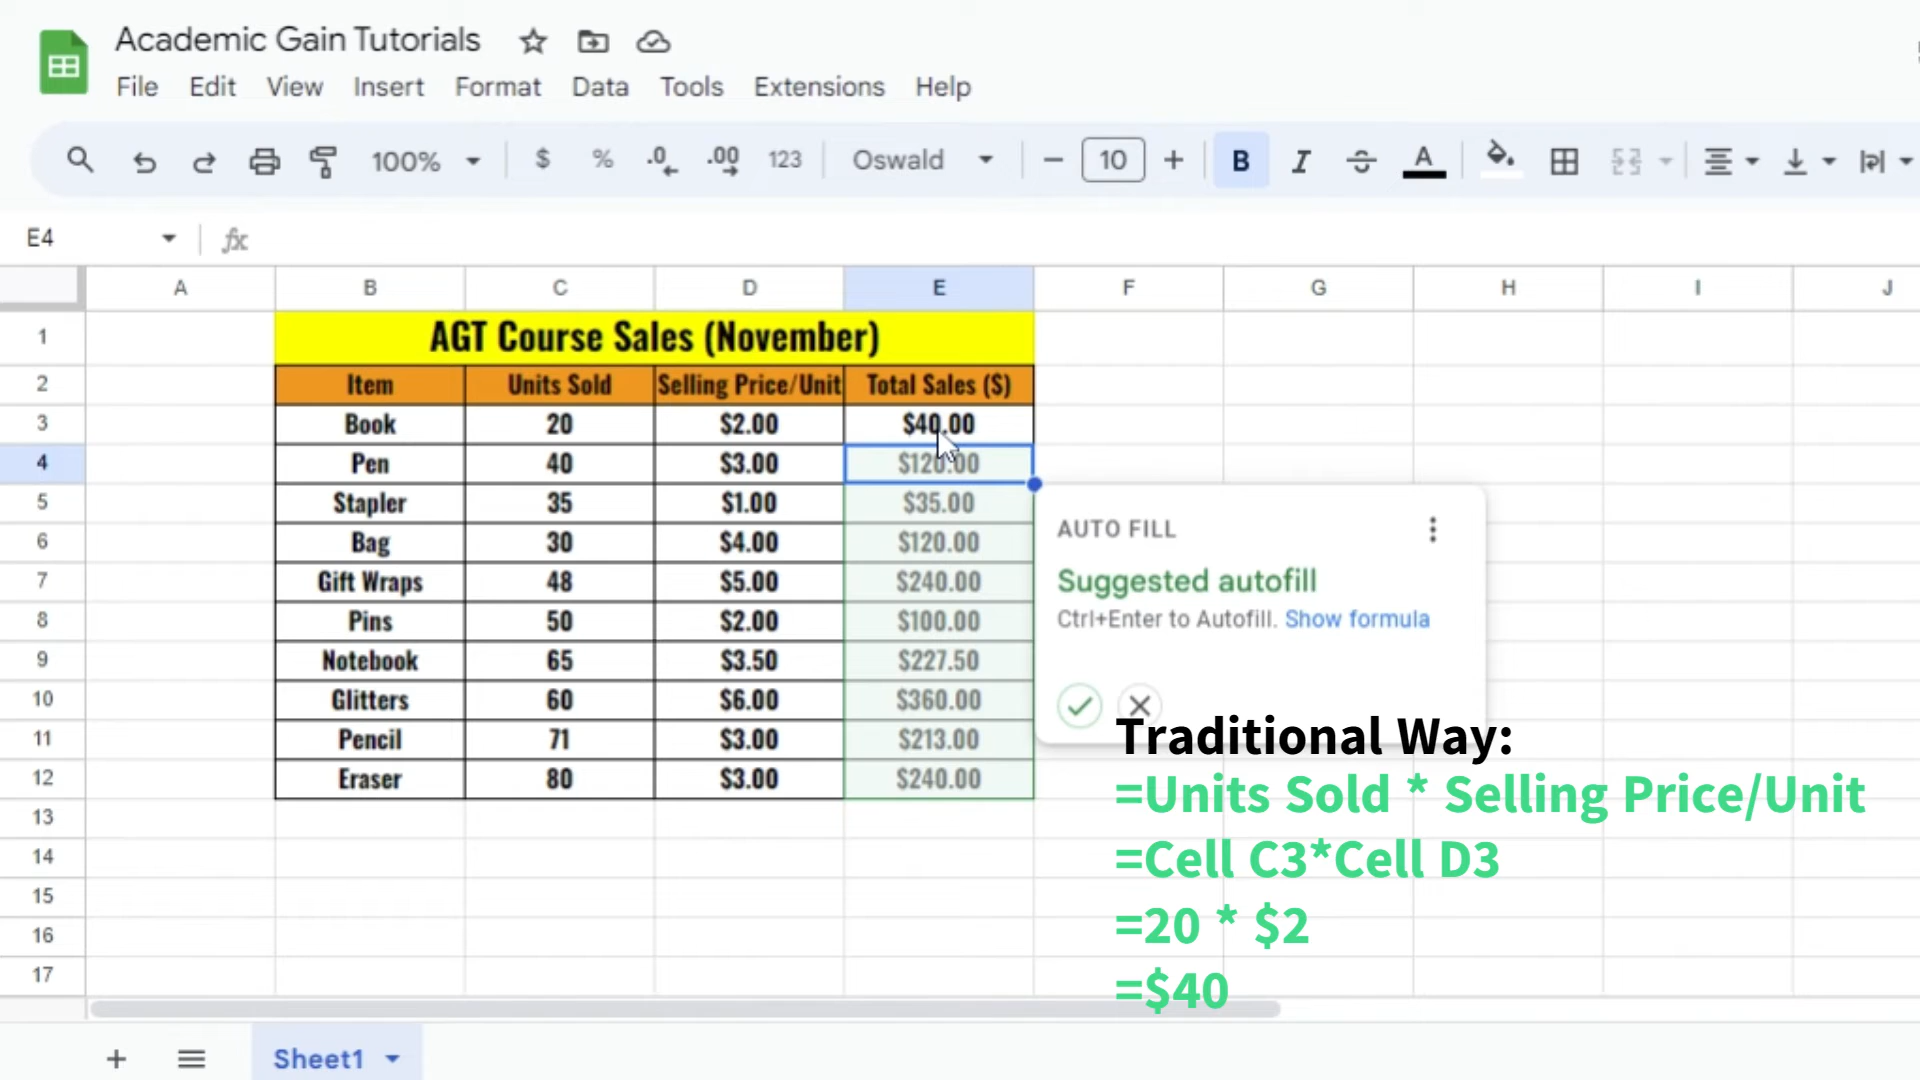 Academic Gain Tutorials
File Edit View Insert Format Data Tools Extensions Help
100% $ % .0 .00 123 Oswald 10 B I A
E4 fx
A B C D E F G H I J
1 AGT Course Sales (November)
2 Item Units Sold Selling Price/Unit Total Sales ($)
3 Book 20 $2.00 $40.00
4 Pen 40 $3.00 $120.00
5 Stapler 35 $1.00 $35.00
6 Bag 30 $4.00 $120.00
7 Gift Wraps 48 $5.00 $240.00
8 Pins 50 $2.00 $100.00
9 Notebook 65 $3.50 $227.50
10 Glitters 60 $6.00 $360.00
11 Pencil 71 $3.00 $213.00
12 Eraser 80 $3.00 $240.00
13
14
15
16
17
AUTO FILL
Suggested autofill
Ctrl+Enter to Autofill. Show formula
Traditional Way:
=Units Sold * Selling Price/Unit
=Cell C3*Cell D3
=20 * $2
=$40
Sheet1